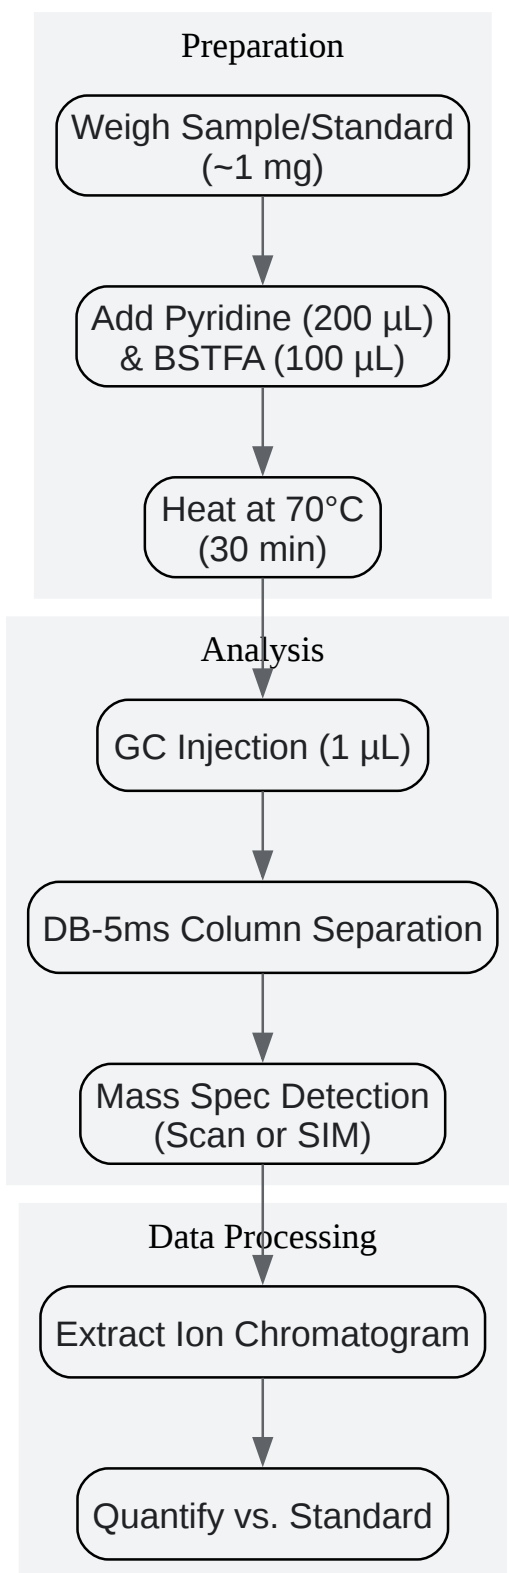 Preparation
Weigh Sample/Standard
(~1 mg)
Add Pyridine (200 µL)
& BSTFA (100 µL)
Heat at 70°C
(30 min)
Analysis
GC Injection (1 µL)
DB-5ms Column Separation
Mass Spec Detection
(Scan or SIM)
Data Processing
Extract Ion Chromatogram
Quantify vs. Standard